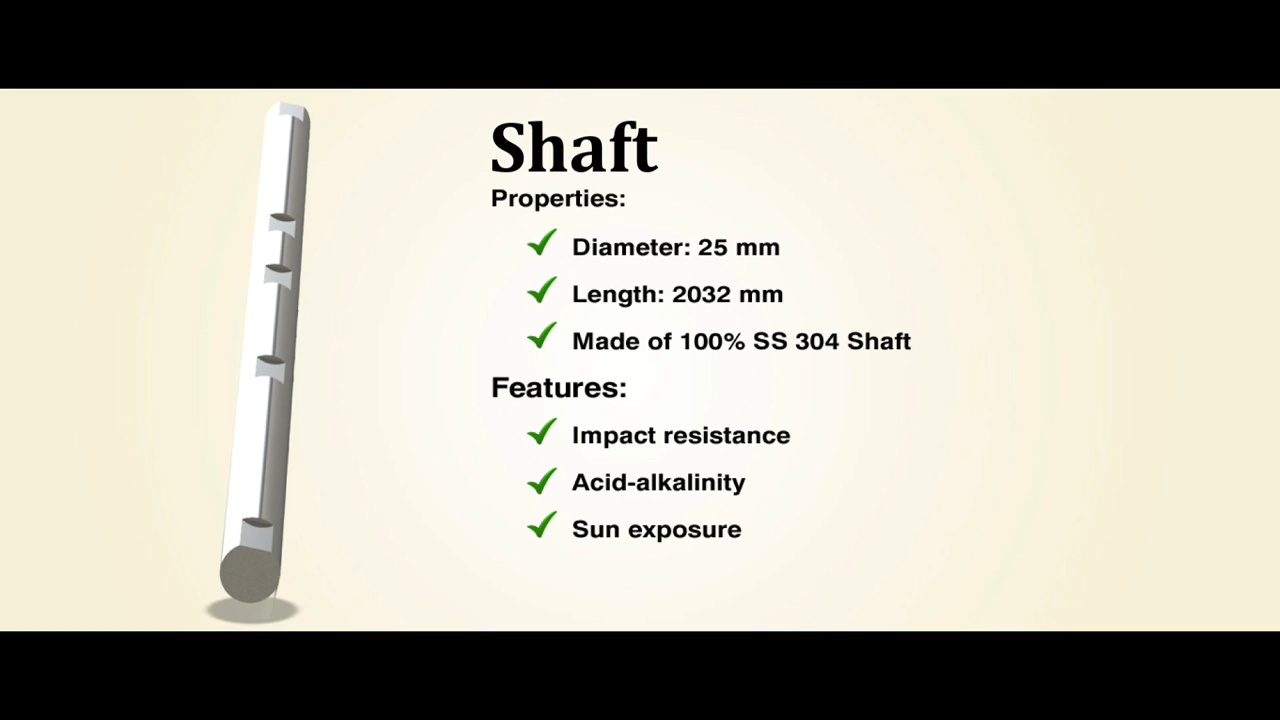 Shaft
Properties:
Diameter: 25 mm
Length: 2032 mm
Made of 100% SS 304 Shaft
Features:
Impact resistance
Acid-alkalinity
Sun exposure